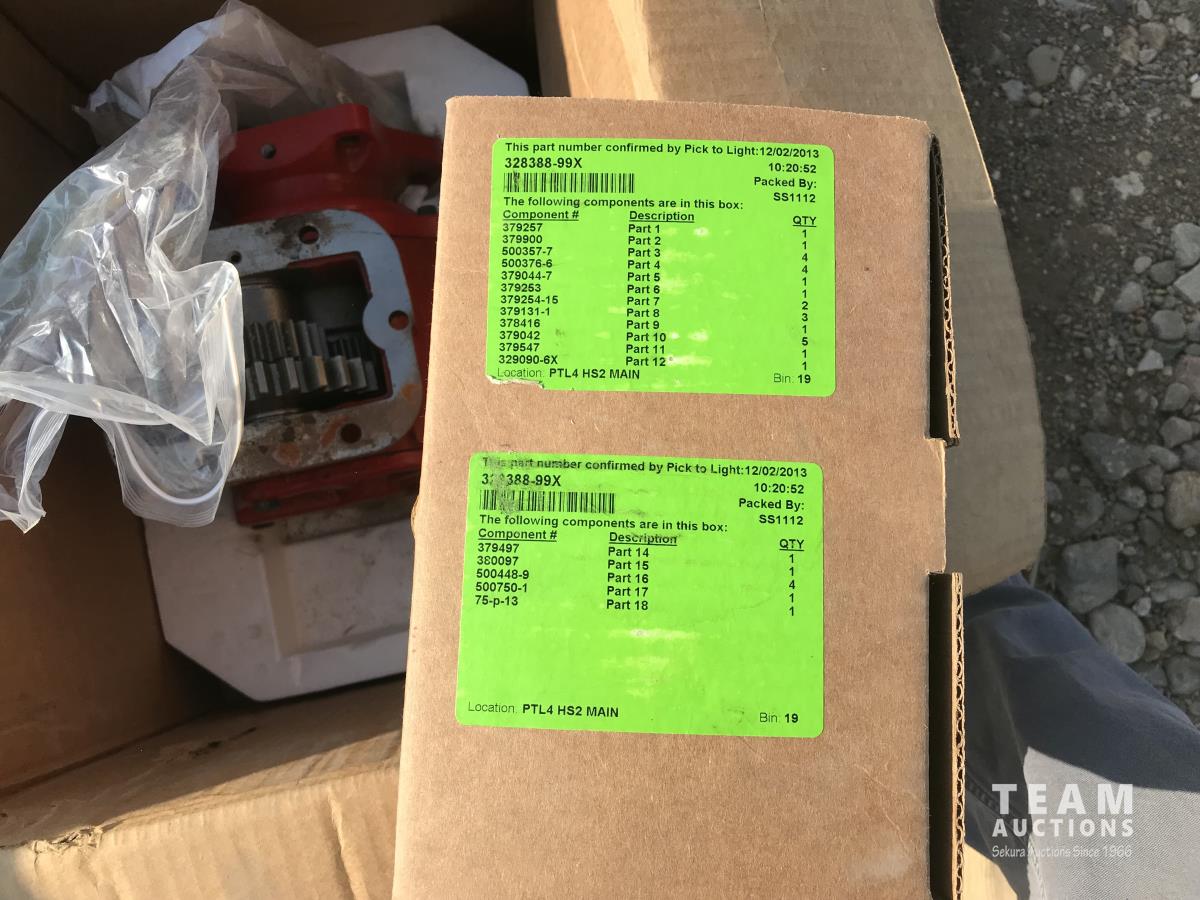 This part number confirmed by Pick to Light:12/02/2013
328388-99X 10:20:52
Packed By:
SS1112
The following components are in this box:
Component # Description QTY
379257 Part 1 1
379900 Part 2 1
500357-7 Part 3 4
500376-6 Part 4 4
379044-7 Part 5 1
379253 Part 6 1
379254-15 Part 7 2
379131-1 Part 8 3
378416 Part 9 1
379042 Part 10 5
379547 Part 11 1
329090-6X Part 12 1
Location: PTL4 HS2 MAIN Bin: 19
This part number confirmed by Pick to Light:12/02/2013
328388-99X 10:20:52
Packed By:
SS1112
The following components are in this box:
Component # Description QTY
379497 Part 14 1
380097 Part 15 1
500448-9 Part 16 4
500750-1 Part 17 1
75-p-13 Part 18 1
Location: PTL4 HS2 MAIN Bin: 19
TEAM
AUCTIONS
Sekura Auctions Since 1966